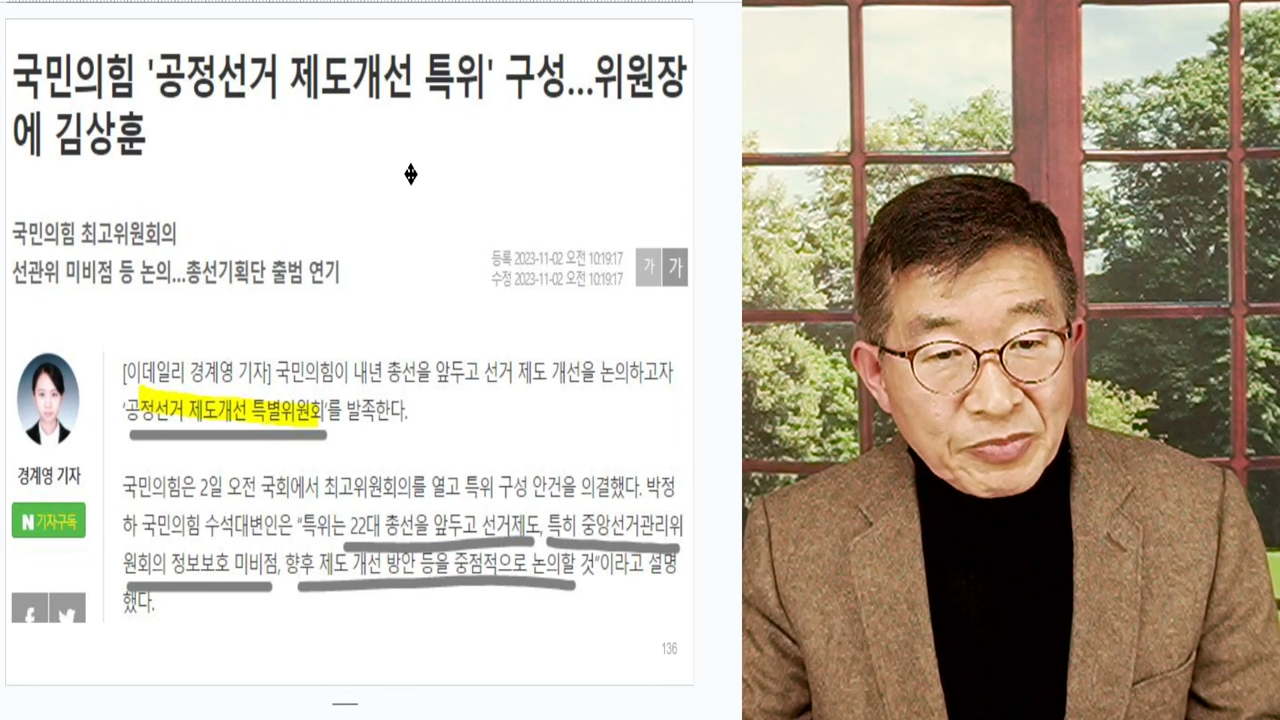 국민의힘 '공정선거 제도개선 특위' 구성...위원장
에 김상훈
국민의힘 최고위원회의
선관위 미비점 등 논의...총선기획단 출범 연기
등록 2023-11-02 오전 10:19:17
수정 2023-11-02 오전 10:19:17
가 가
[이데일리 경계영 기자] 국민의힘이 내년 총선을 앞두고 선거 제도 개선을 논의하고자
'공정선거 제도개선 특별위원회'를 발족한다.
경계영 기자
N 기자구독
국민의힘은 2일 오전 국회에서 최고위원회의를 열고 특위 구성 안건을 의결했다. 박정
하 국민의힘 수석대변인은 "특위는 22대 총선을 앞두고 선거제도, 특히 중앙선거관리위
원회의 정보보호 미비점, 향후 제도 개선 방안 등을 중점적으로 논의할 것"이라고 설명
했다.
136